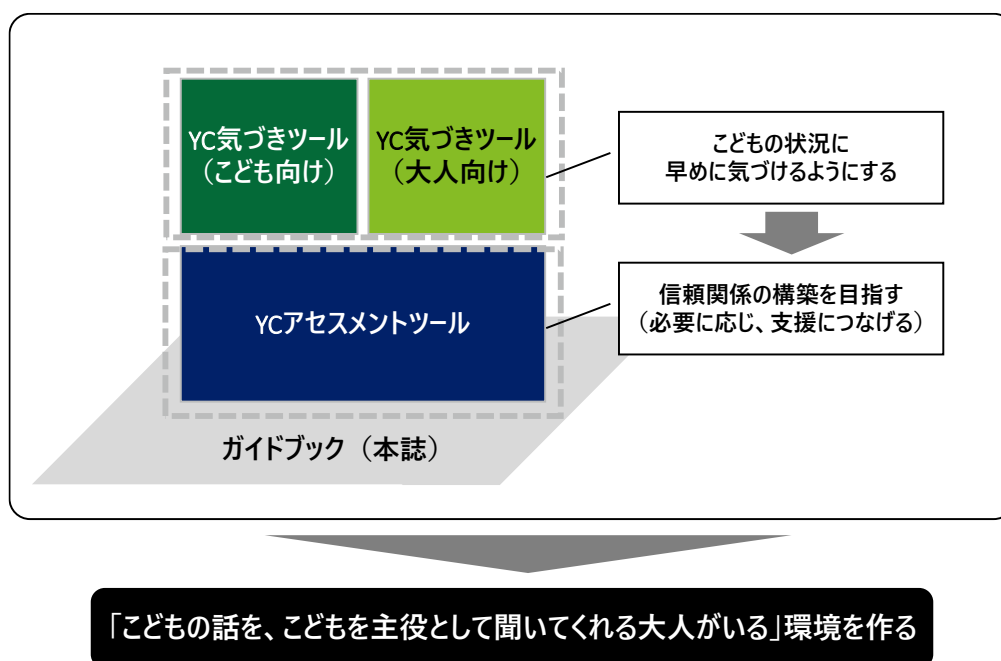 YC気づきツール
（こども向け）
YC気づきツール
（大人向け）
こどもの状況に
早めに気づけるようにする
YCアセスメントツール
信頼関係の構築を目指す
（必要に応じ、支援につなげる）
ガイドブック（本誌）
「こどもの話を、こどもを主役として聞いてくれる大人がいる」環境を作る